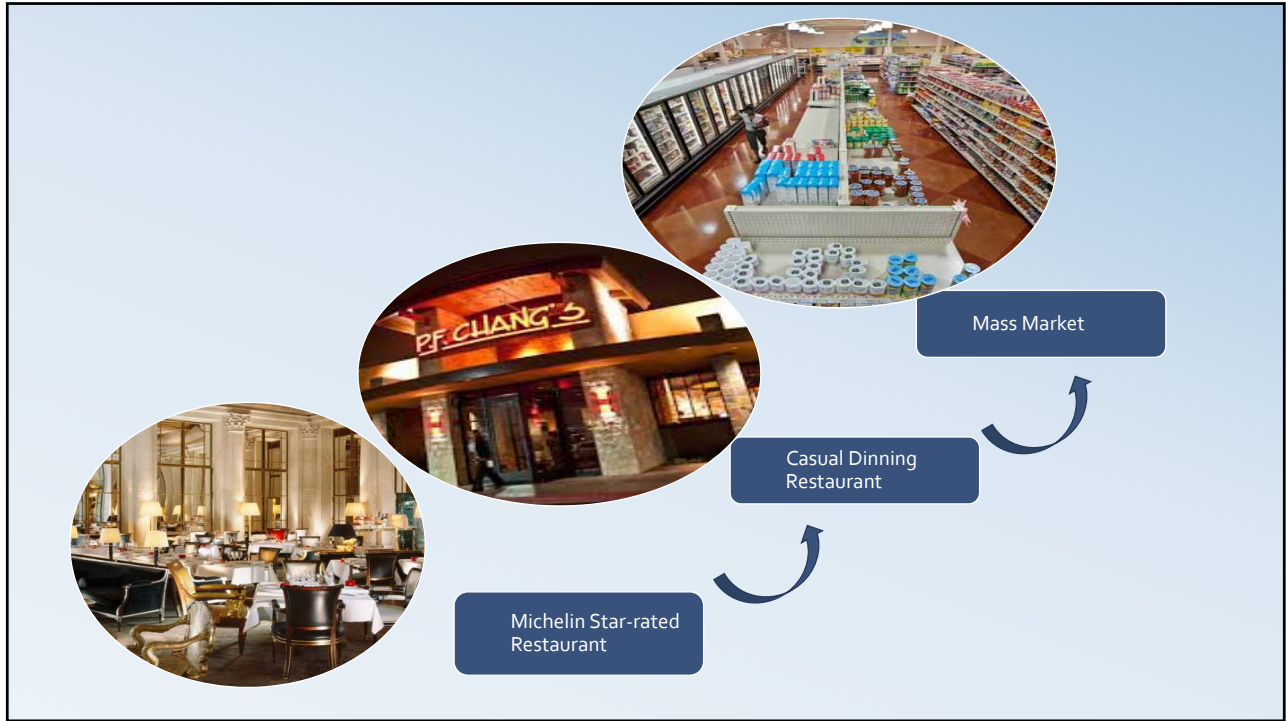 P.F. CHANG'S
Mass Market
Casual Dinning
Restaurant
Michelin Star-rated
Restaurant